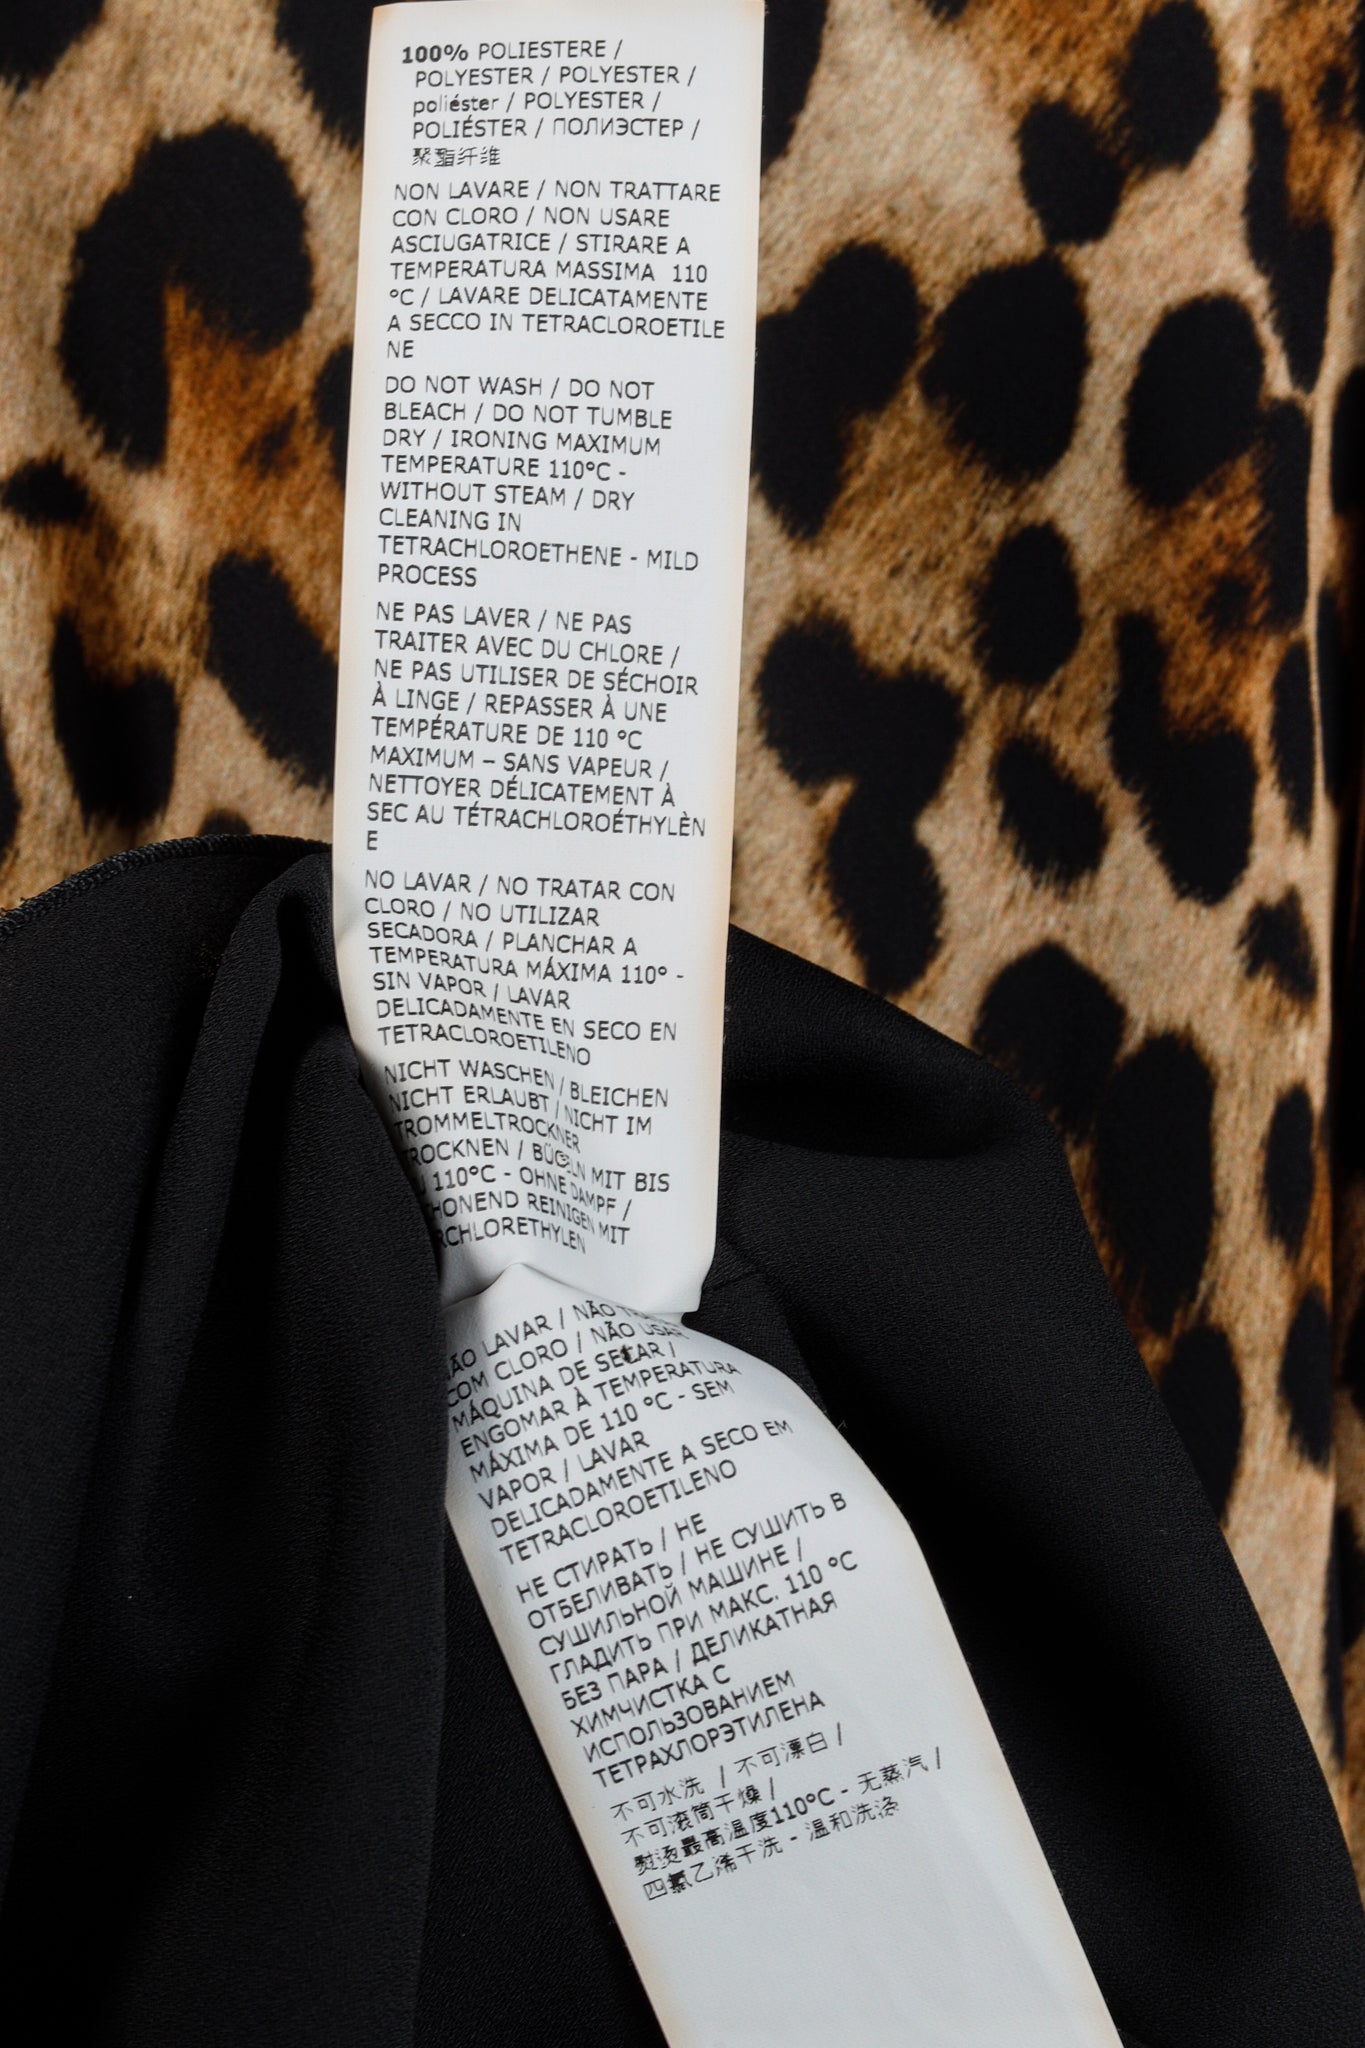 100% POLIESTERE /
POLYESTER / POLYESTER /
poliéster / POLYESTER /
POLIÉSTER / ПОЛИЭСТЕР /
聚酯纤维
NON LAVARE / NON TRATTARE
CON CLORO / NON USARE
ASCIUGATRICE / STIRARE A
TEMPERATURA MASSIMA 110
°C / LAVARE DELICATAMENTE
A SECCO IN TETRACLOROETILE
NE
DO NOT WASH / DO NOT
BLEACH / DO NOT TUMBLE
DRY / IRONING MAXIMUM
TEMPERATURE 110°C -
WITHOUT STEAM / DRY
CLEANING IN
TETRACHLOROETHENE - MILD
PROCESS
NE PAS LAVER / NE PAS
TRAITER AVEC DU CHLORE /
NE PAS UTILISER DE SÉCHOIR
À LINGE / REPASSER À UNE
TEMPÉRATURE DE 110 °C
MAXIMUM – SANS VAPEUR /
NETTOYER DÉLICATEMENT À
SEC AU TÉTRACHLOROÉTHYLÈN
E
NO LAVAR / NO TRATAR CON
CLORO / NO UTILIZAR
SECADORA / PLANCHAR A
TEMPERATURA MÁXIMA 110° -
SIN VAPOR / LAVAR
DELICADAMENTE EN SECO EN
TETRACLOROETILENO
NICHT WASCHEN / BLEICHEN
NICHT ERLAUBT / NICHT IM
TROMMELTROCKNER
TROCKNEN / BÜGELN MIT BIS
110°C - OHNE DAMPF /
HONEND REINIGEN MIT
RCHLORETHYLEN
ÃO LAVAR / NÃO
COM CLORO / NÃO USAR
MÁQUINA DE SECAR /
ENGOMAR À TEMPERATURA
MÁXIMA DE 110 °C - SEM
VAPOR / LAVAR
DELICADAMENTE A SECO EM
TETRACLOROETILENO
НЕ СТИРАТЬ / НЕ
ОТБЕЛИВАТЬ / НЕ СУШИТЬ В
СУШИЛЬНОЙ МАШИНЕ /
ГЛАДИТЬ ПРИ МАКС. 110 °C
БЕЗ ПАРА / ДЕЛИКАТНАЯ
ХИМЧИСТКА С
ИСПОЛЬЗОВАНИЕМ
ТЕТРАХЛОРЭТИЛЕНА
不可水洗 / 不可漂白 /
不可滚筒干燥 /
熨烫最高温度110°C - 无蒸汽 /
四氯乙烯干洗 - 温和洗涤